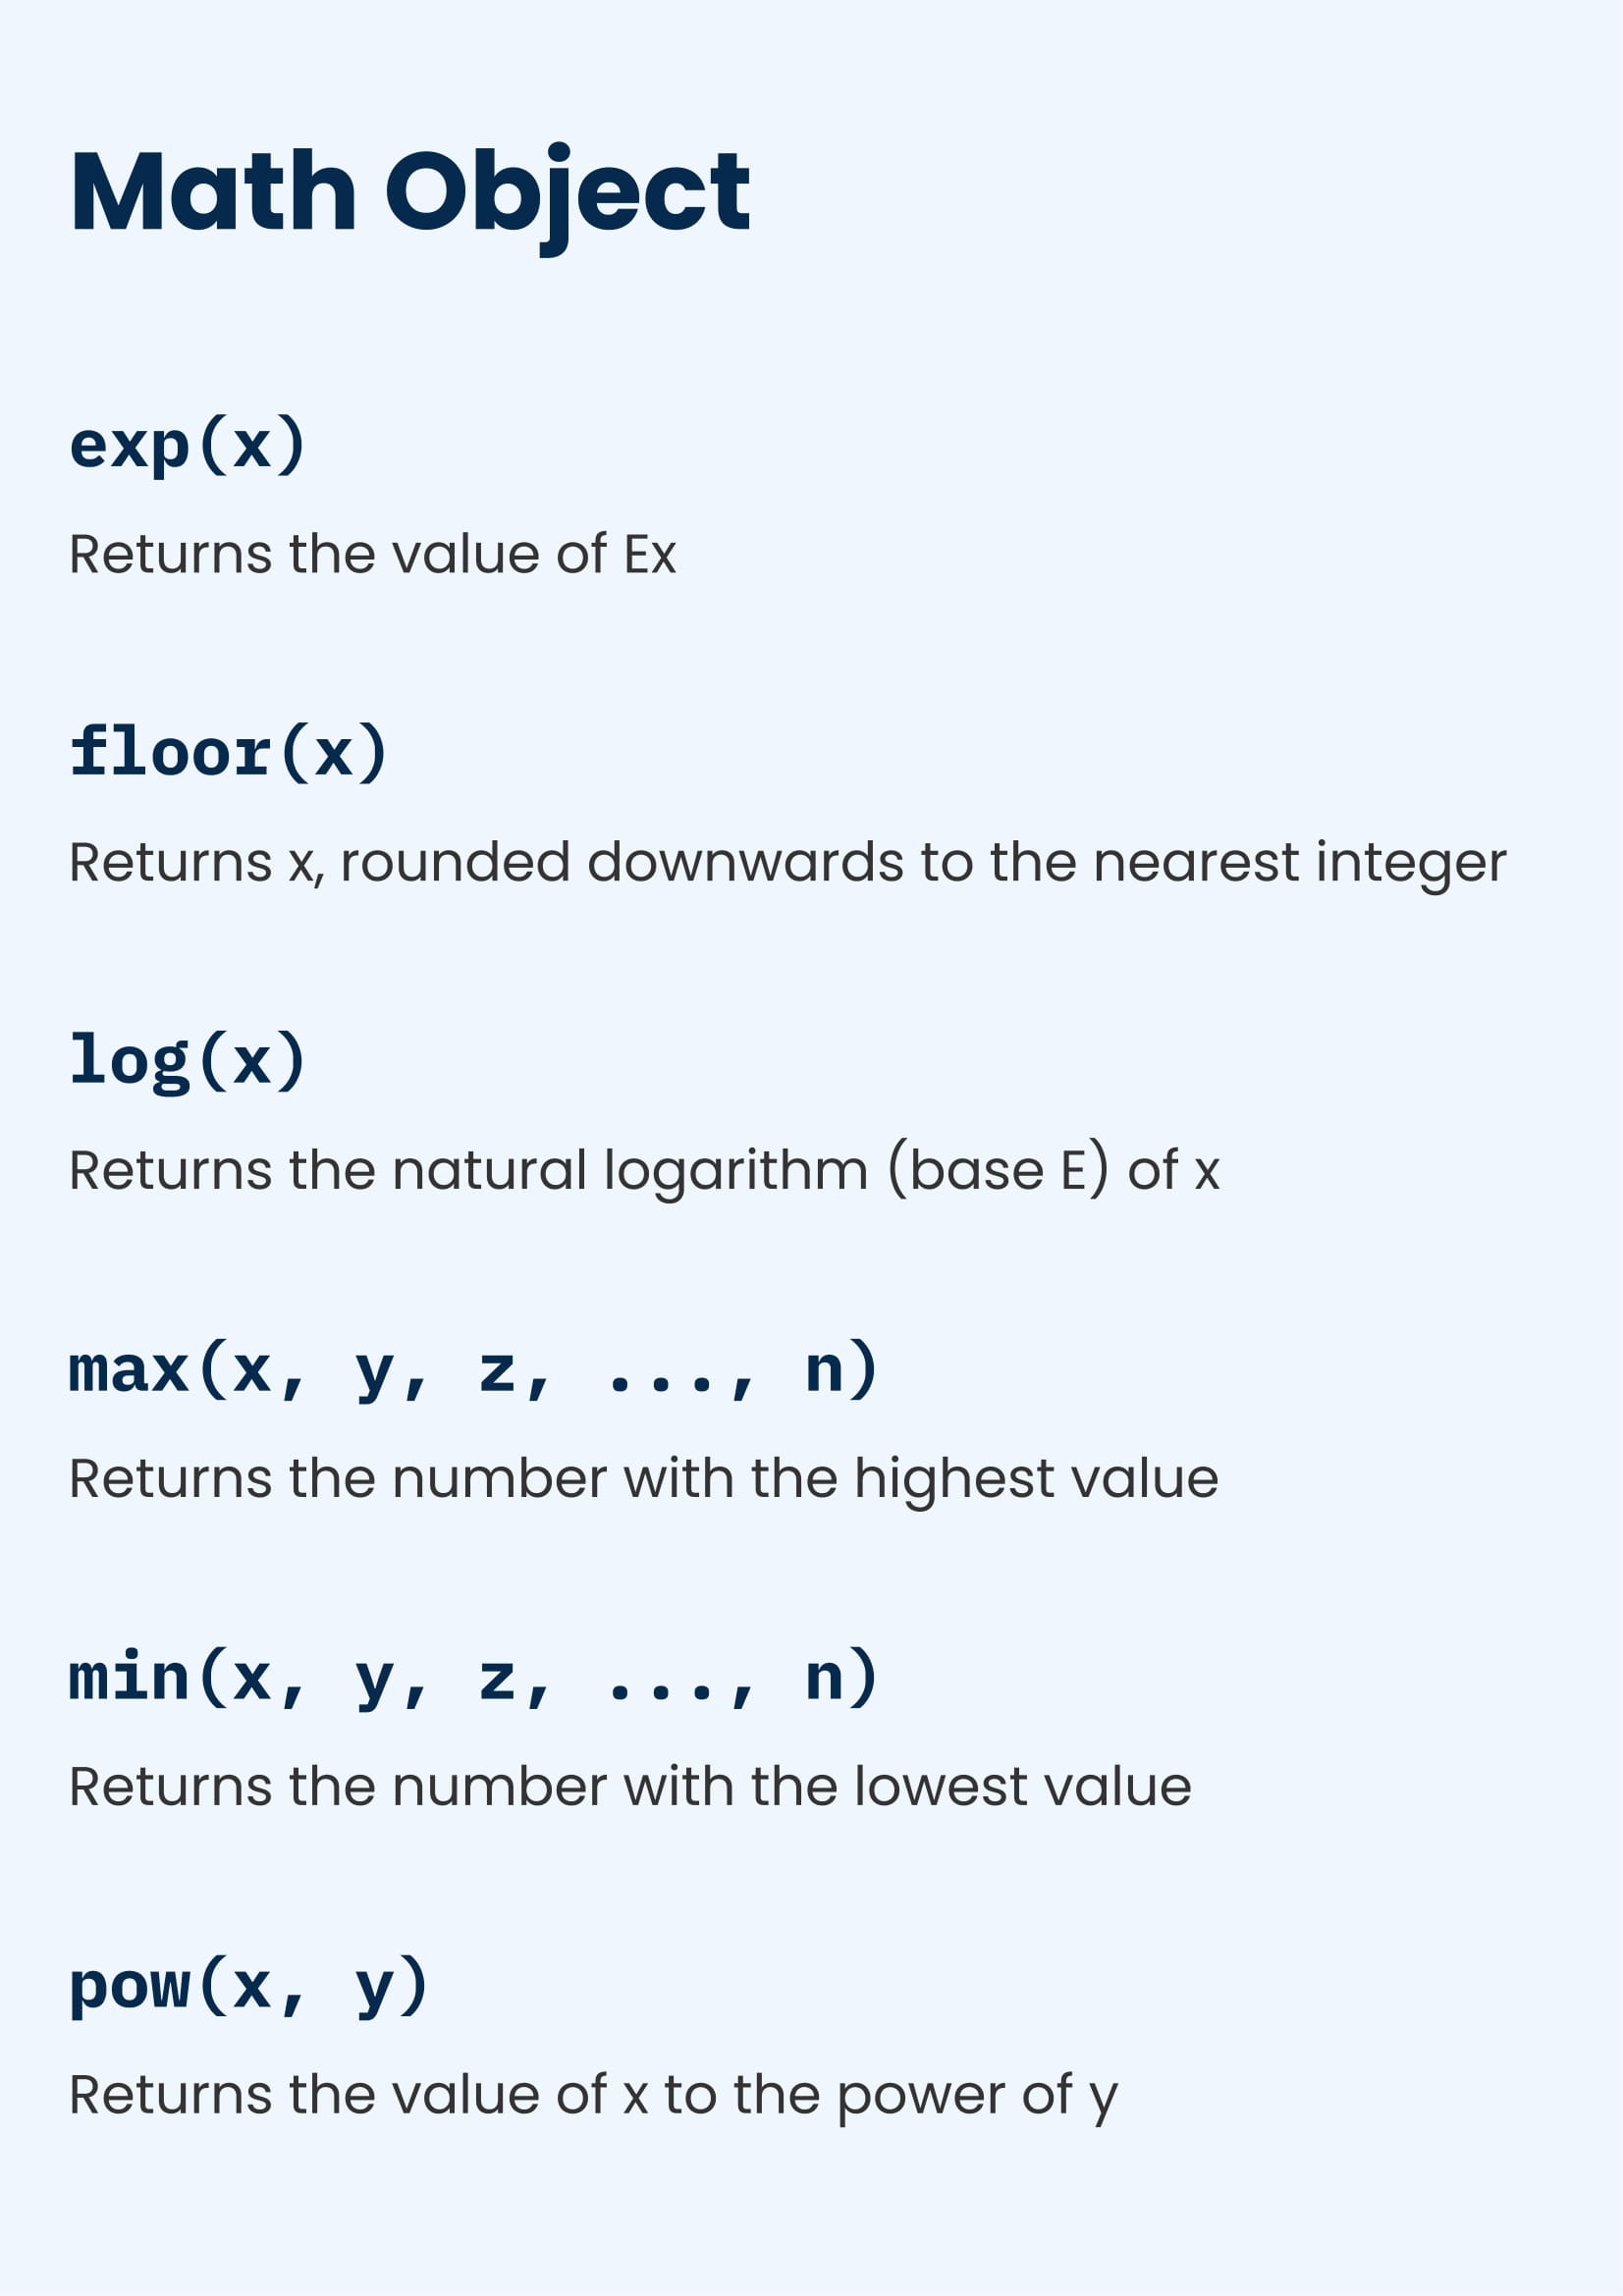 Math Object
exp(x)
Returns the value of Ex
floor(x)
Returns x, rounded downwards to the nearest integer
log(x)
Returns the natural logarithm (base E) of x
max(x, y, z, ..., n)
Returns the number with the highest value
min(x, y, z, ..., n)
Returns the number with the lowest value
pow(x, y)
Returns the value of x to the power of y